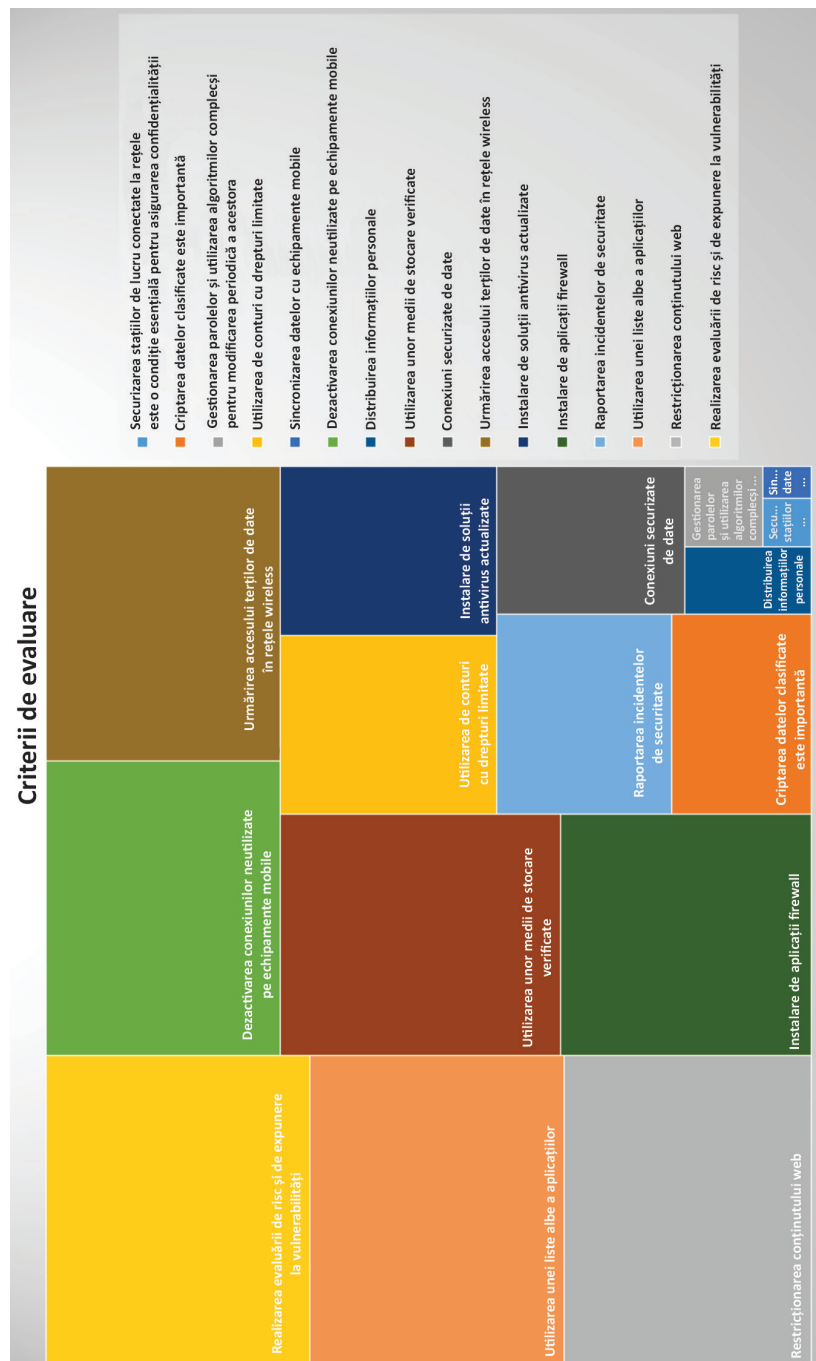 Criterii de evaluare
Realizarea evaluării de risc și de expunere
la vulnerabilități
Utilizarea unei liste albe a aplicațiilor
Restricționarea conținutului web
Dezactivarea conexiunilor neutilizate
pe echipamente mobile
Utilizarea unor medii de stocare
verificate
Instalare de aplicații firewall
Urmărirea accesului terților de date
în rețele wireless
Utilizarea de conturi
cu drepturi limitate
Instalare de soluții
antivirus actualizate
Raportarea incidentelor
de securitate
Criptarea datelor clasificate
este importantă
Conexiuni securizate
de date
Distribuirea
informațiilor
personale
Gestionarea
parolelor
și utilizarea
algoritmilor
complecși ...
Secu...
stațiilor
...
Sin...
date
...
Securizarea stațiilor de lucru conectate la rețele
este o condiție esențială pentru asigurarea confidențialității
Criptarea datelor clasificate este importantă
Gestionarea parolelor și utilizarea algoritmilor complecși
pentru modificarea periodică a acestora
Utilizarea de conturi cu drepturi limitate
Sincronizarea datelor cu echipamente mobile
Dezactivarea conexiunilor neutilizate pe echipamente mobile
Distribuirea informațiilor personale
Utilizarea unor medii de stocare verificate
Conexiuni securizate de date
Urmărirea accesului terților de date în rețele wireless
Instalare de soluții antivirus actualizate
Instalare de aplicații firewall
Raportarea incidentelor de securitate
Utilizarea unei liste albe a aplicațiilor
Restricționarea conținutului web
Realizarea evaluării de risc și de expunere la vulnerabilități